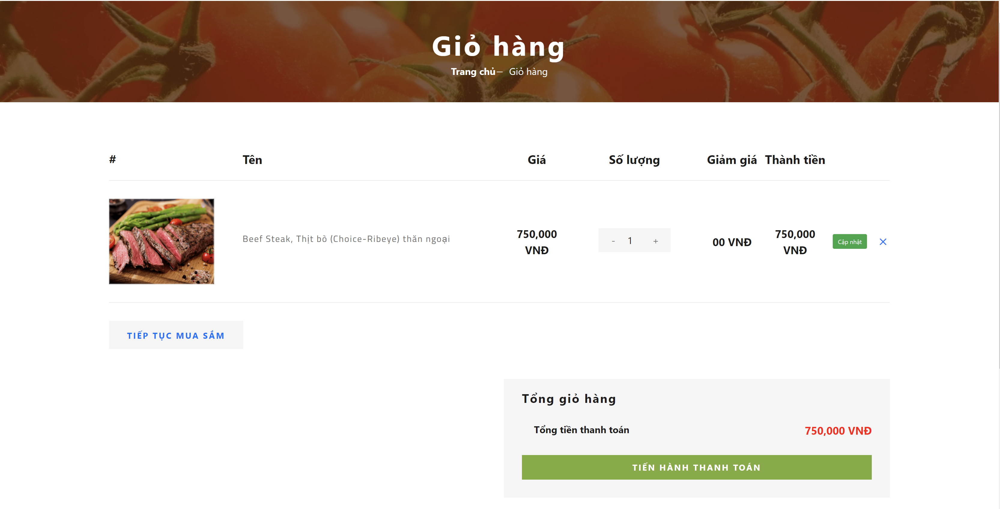 Giỏ hàng
Trang chủ— Giỏ hàng
# Tên Giá Số lượng Giảm giá Thành tiền
Beef Steak, Thịt bò (Choice-Ribeye) thăn ngoại
750,000
VNĐ
- 1 +
00 VNĐ
750,000
VNĐ
Cập nhật
TIẾP TỤC MUA SẮM
Tổng giỏ hàng
Tổng tiền thanh toán 750,000 VNĐ
TIẾN HÀNH THANH TOÁN